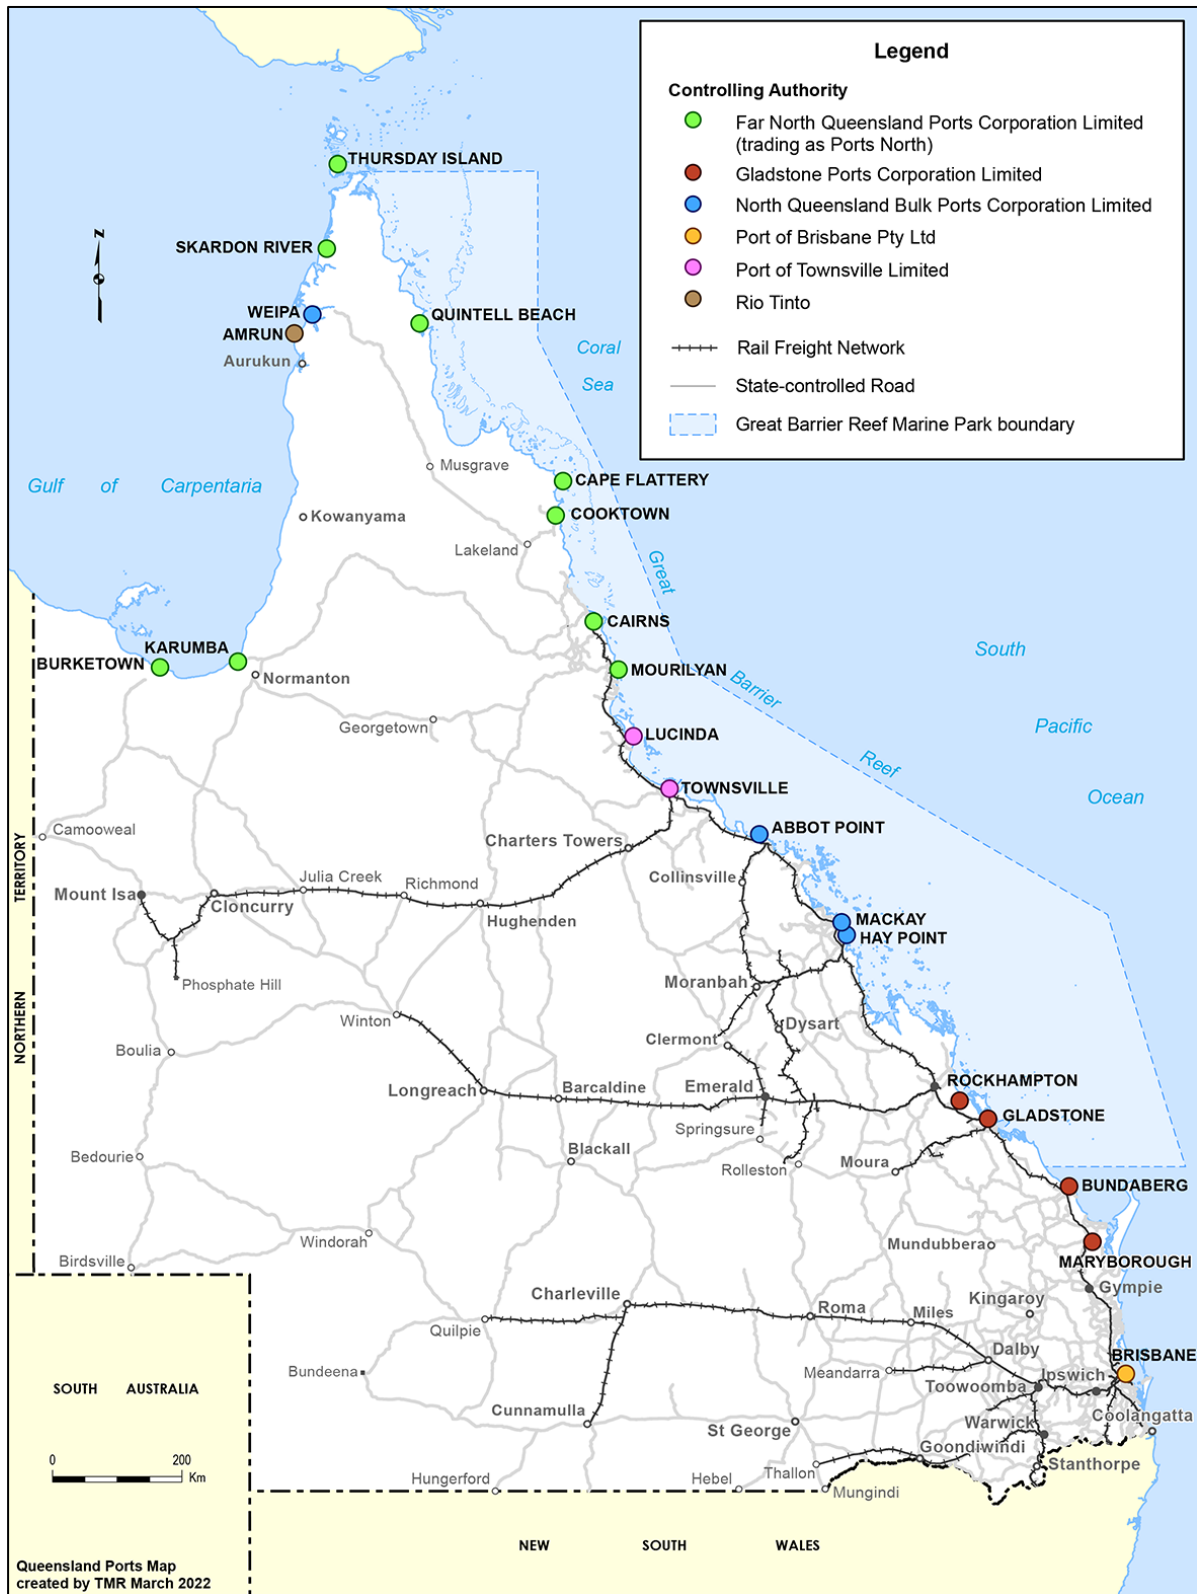 Legend
Controlling Authority
Far North Queensland Ports Corporation Limited
(trading as Ports North)
Gladstone Ports Corporation Limited
North Queensland Bulk Ports Corporation Limited
Port of Brisbane Pty Ltd
Port of Townsville Limited
Rio Tinto
Rail Freight Network
State-controlled Road
Great Barrier Reef Marine Park boundary
THURSDAY ISLAND
N
SKARDON RIVER
WEIPA
QUINTELL BEACH
AMRUN
Aurukun
Coral
Sea
Musgrave
CAPE FLATTERY
Gulf of Carpentaria
COOKTOWN
Kowanyama
Lakeland
Great
CAIRNS
KARUMBA
BURKETOWN
South
MOURILYAN
Normanton
Barrier
Georgetown
Pacific
LUCINDA
Reef
TOWNSVILLE
Ocean
Camooweal
ABBOT POINT
Charters Towers
NORTHERN TERRITORY
Collinsville
Julia Creek
Richmond
Mount Isa
Cloncurry
Hughenden
MACKAY
HAY POINT
Phosphate Hill
Moranbah
Winton
Dysart
Clermont
Boulia
ROCKHAMPTON
Longreach
Barcaldine
Emerald
GLADSTONE
Springsure
Blackall
Bedourie
Rolleston
Moura
BUNDABERG
Windorah
Mundubbera
Birdsville
MARYBOROUGH
Gympie
Charleville
Kingaroy
Roma
Miles
Quilpie
Dalby
BRISBANE
Bundeena
Meandarra
Ipswich
SOUTH AUSTRALIA
Toowoomba
Cunnamulla
Coolangatta
St George
Warwick
Goondiwindi
0 200
Km
Thallon
Stanthorpe
Hungerford
Hebel
Mungindi
NEW SOUTH WALES
Queensland Ports Map
created by TMR March 2022